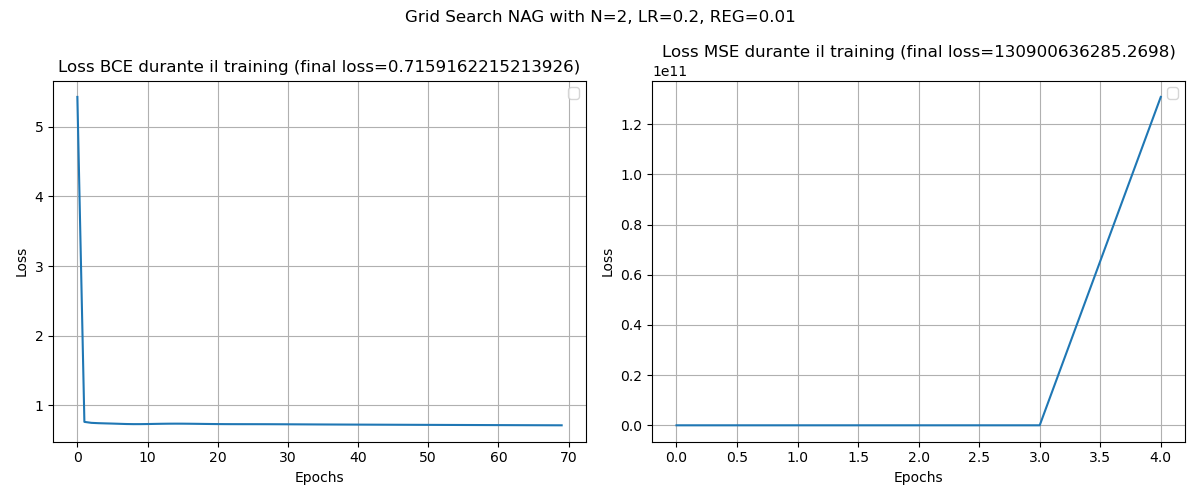 Grid Search NAG with N=2, LR=0.2, REG=0.01
Loss BCE durante il training (final loss=0.7159162215213926)
5
4
3
2
1
Loss
0 10 20 30 40 50 60 70
Epochs
Loss MSE durante il training (final loss=130900636285.2698)
1e11
1.2
1.0
0.8
0.6
0.4
0.2
0.0
Loss
0.0 0.5 1.0 1.5 2.0 2.5 3.0 3.5 4.0
Epochs